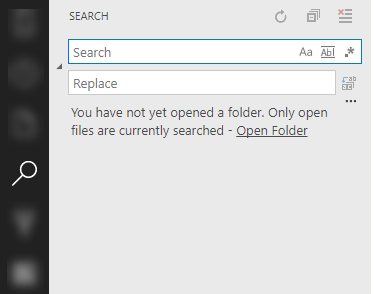 SEARCH
Search Aa Abl .*
Replace
You have not yet opened a folder. Only open
files are currently searched - Open Folder